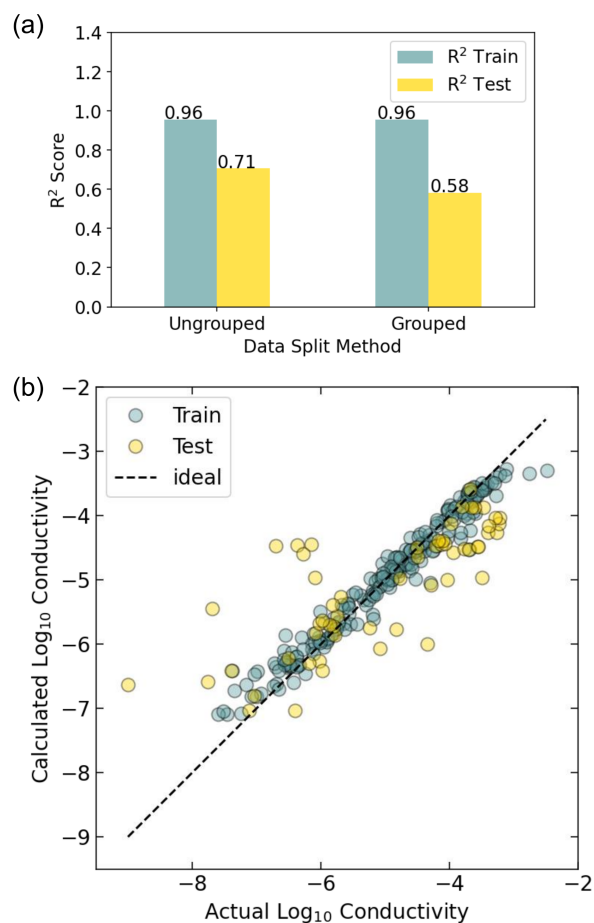 (a)
1.4
1.2
1.0
0.8
0.6
0.4
0.2
0.0
R² Score
R² Train
R² Test
0.96
0.71
0.96
0.58
Ungrouped
Grouped
Data Split Method
(b)
−2
−3
−4
−5
−6
−7
−8
−9
Calculated Log₁₀ Conductivity
Train
Test
ideal
−8
−6
−4
−2
Actual Log₁₀ Conductivity